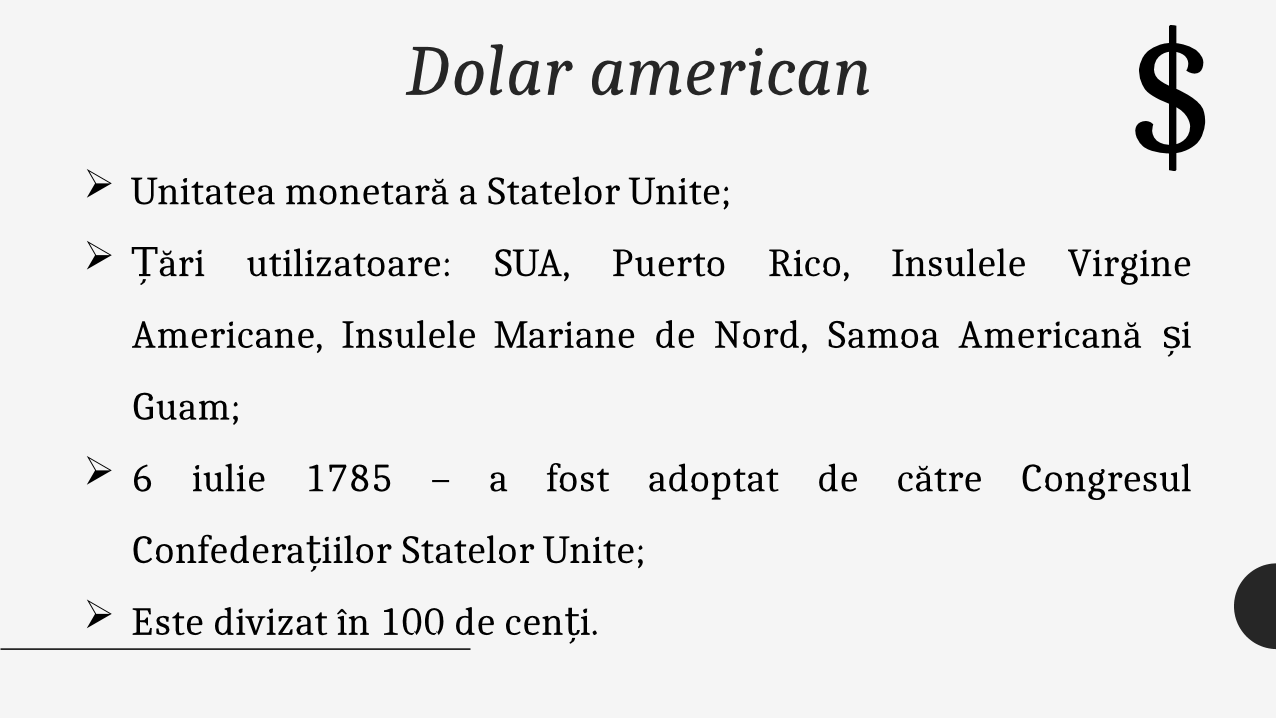 Dolar american
$
➢ Unitatea monetară a Statelor Unite;
➢ Țări utilizatoare: SUA, Puerto Rico, Insulele Virgine
Americane, Insulele Mariane de Nord, Samoa Americană și
Guam;
➢ 6 iulie 1785 – a fost adoptat de către Congresul
Confederațiilor Statelor Unite;
➢ Este divizat în 100 de cenți.